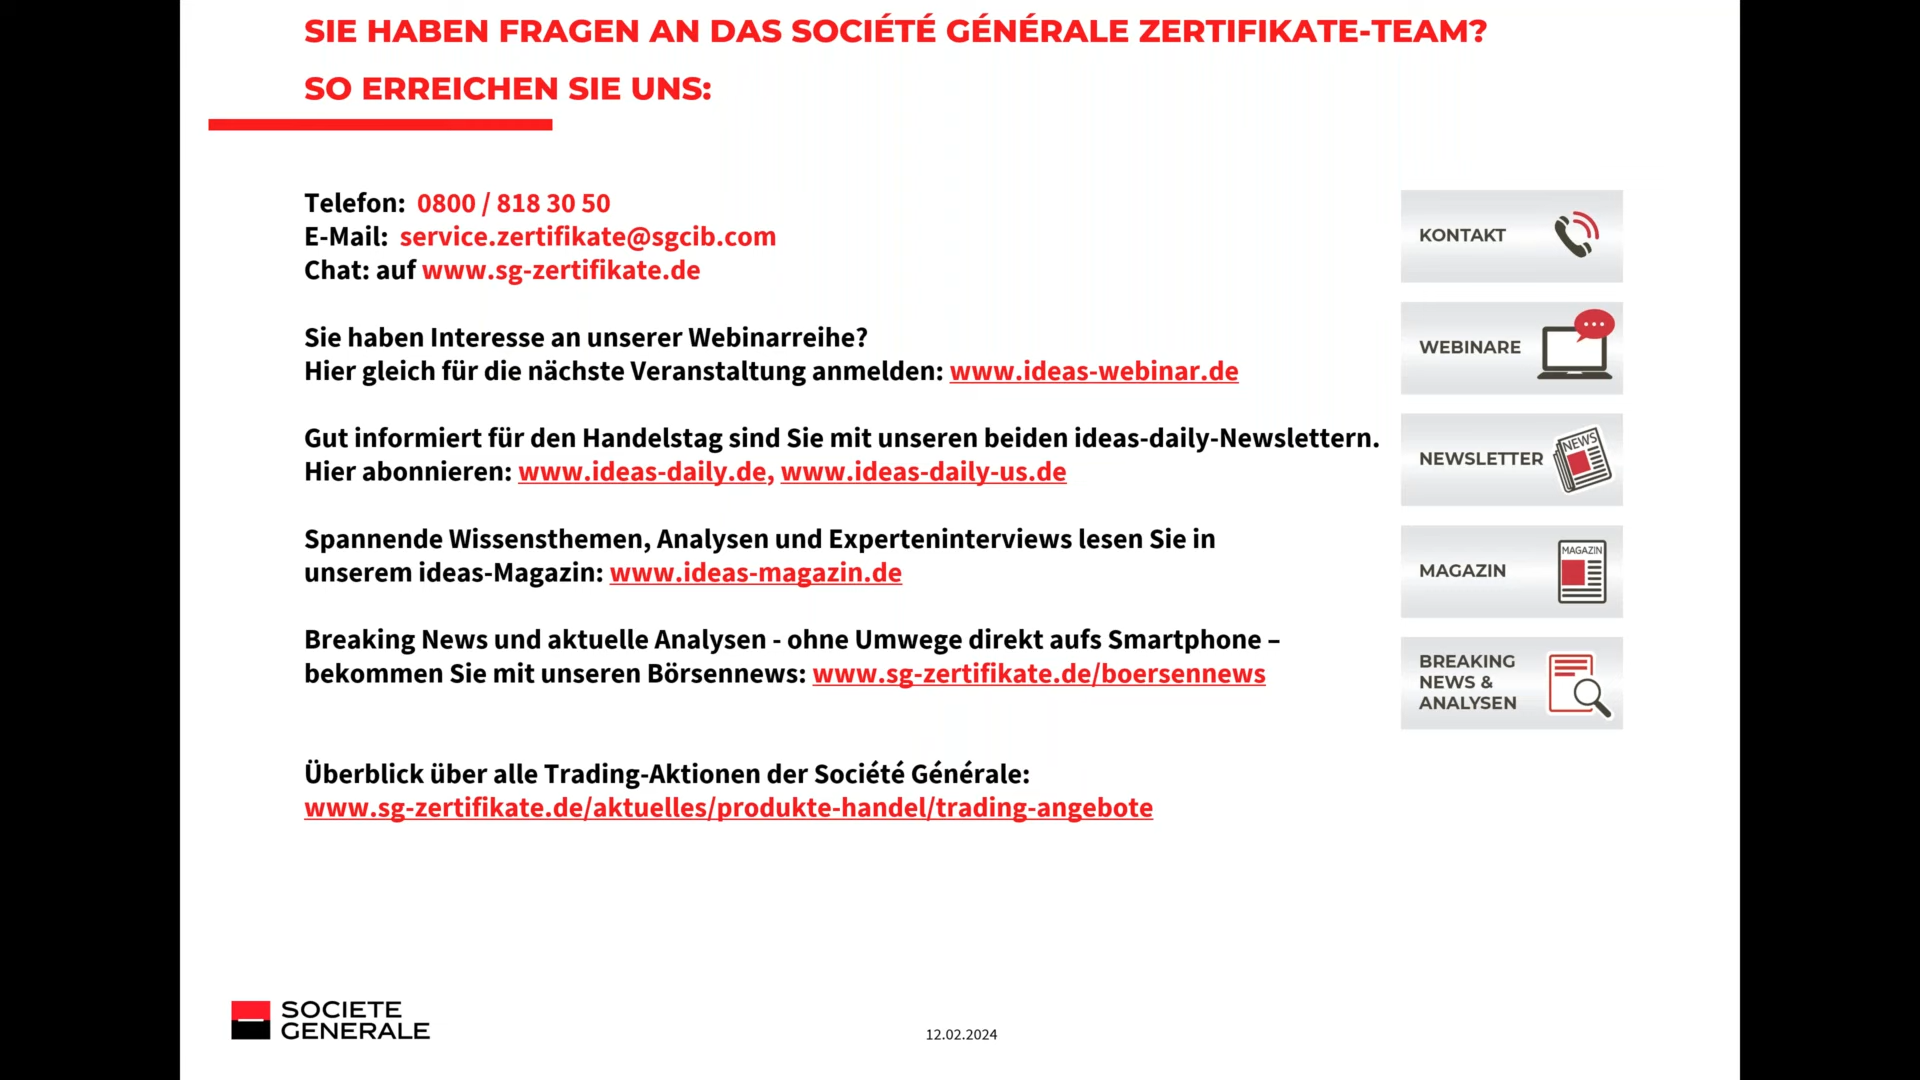 SIE HABEN FRAGEN AN DAS SOCIÉTÉ GÉNÉRALE ZERTIFIKATE-TEAM?
SO ERREICHEN SIE UNS:
Telefon: 0800 / 818 30 50
E-Mail: service.zertifikate@sgcib.com
Chat: auf www.sg-zertifikate.de
Sie haben Interesse an unserer Webinarreihe?
Hier gleich für die nächste Veranstaltung anmelden: www.ideas-webinar.de
Gut informiert für den Handelstag sind Sie mit unseren beiden ideas-daily-Newslettern.
Hier abonnieren: www.ideas-daily.de, www.ideas-daily-us.de
Spannende Wissensthemen, Analysen und Experteninterviews lesen Sie in
unserem ideas-Magazin: www.ideas-magazin.de
Breaking News und aktuelle Analysen - ohne Umwege direkt aufs Smartphone –
bekommen Sie mit unseren Börsennews: www.sg-zertifikate.de/boersennews
Überblick über alle Trading-Aktionen der Société Générale:
www.sg-zertifikate.de/aktuelles/produkte-handel/trading-angebote
KONTAKT
WEBINARE
NEWSLETTER
NEWS
MAGAZIN
MAGAZIN
BREAKING
NEWS &
ANALYSEN
SOCIETE
GENERALE
12.02.2024